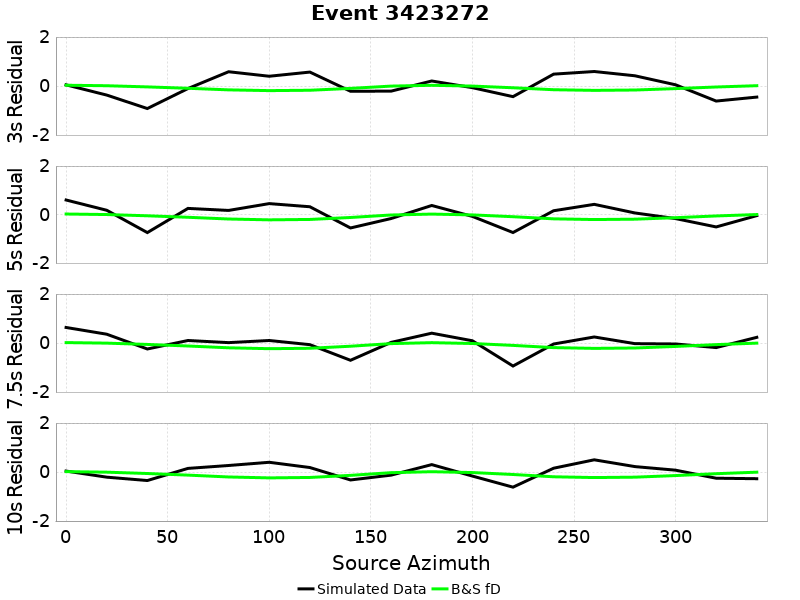 Event 3423272
3s Residual
2
0
-2
5s Residual
2
0
-2
7.5s Residual
2
0
-2
10s Residual
2
0
-2
0 50 100 150 200 250 300
Source Azimuth
Simulated Data B&S fD